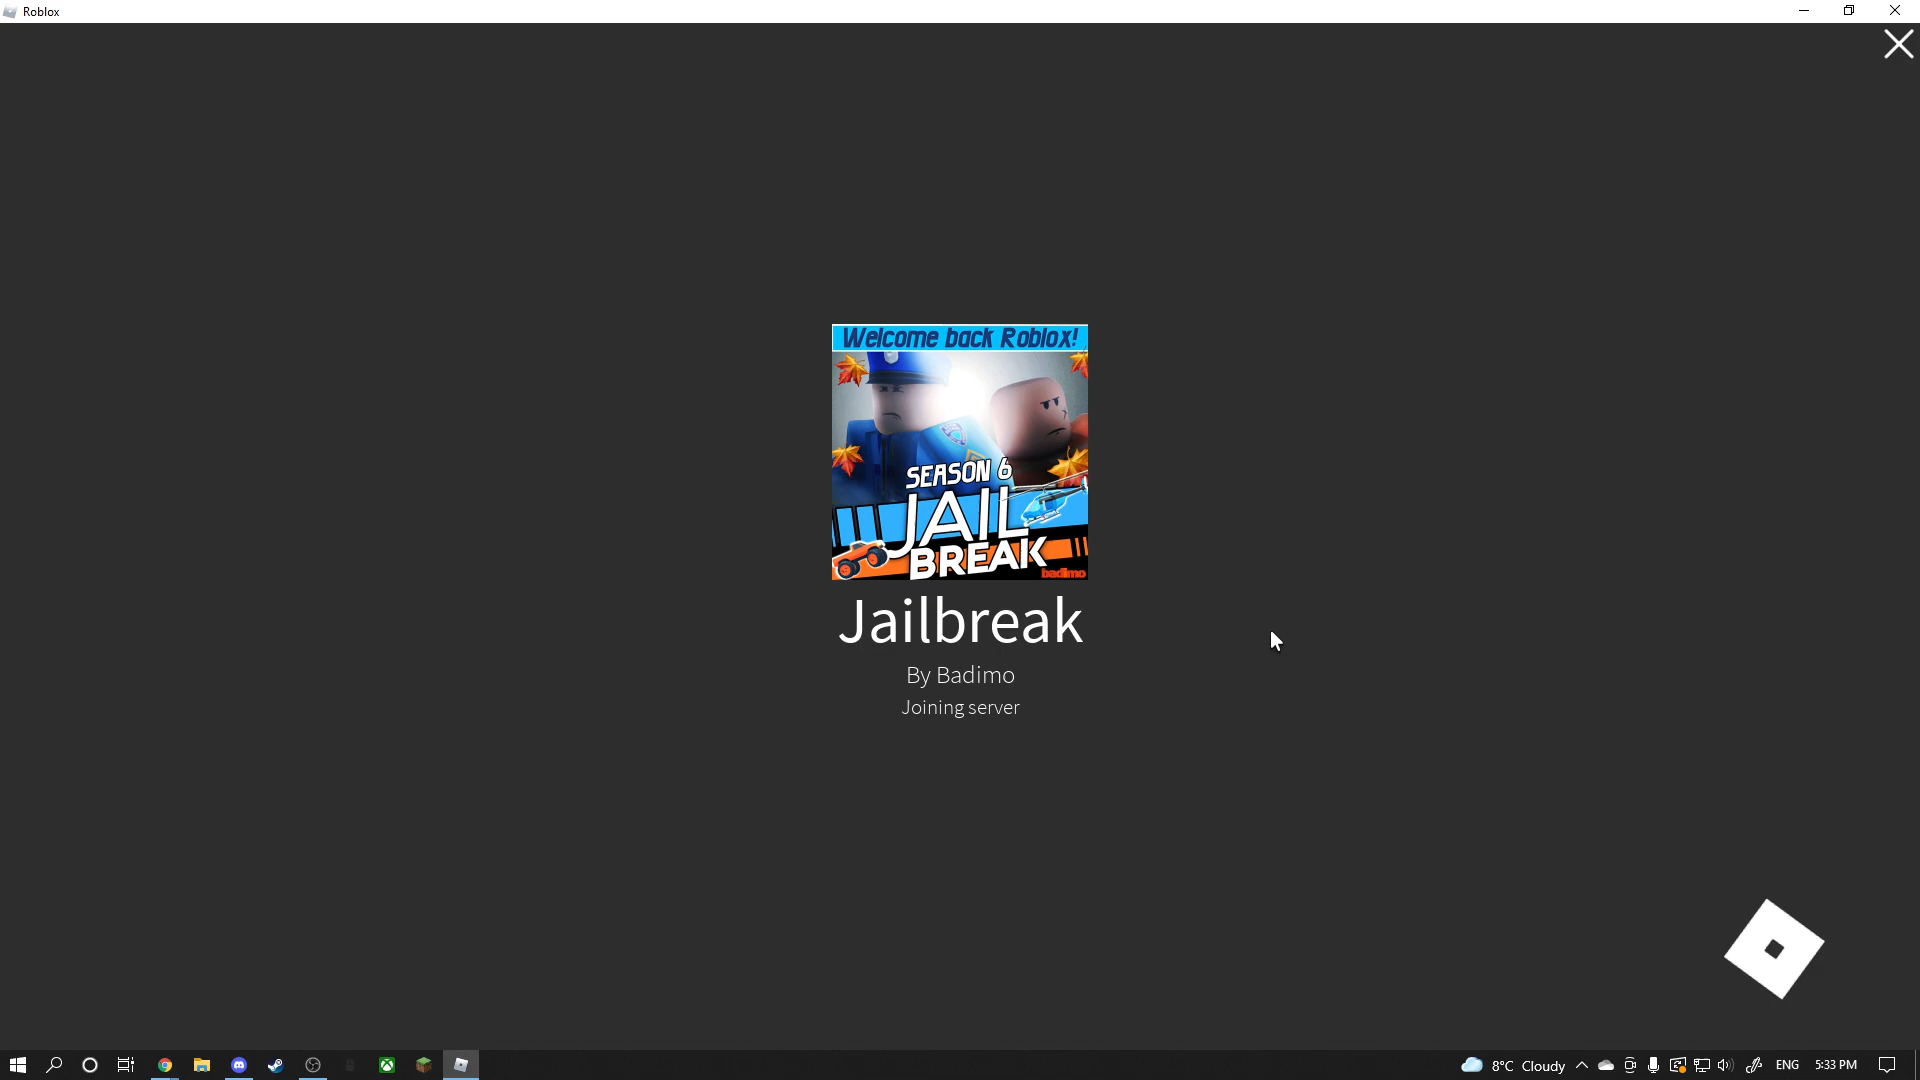 Roblox
Welcome back Roblox!
SEASON 6
JAIL
BREAK
badimo
Jailbreak
By Badimo
Joining server
8°C Cloudy
ENG
5:33 PM